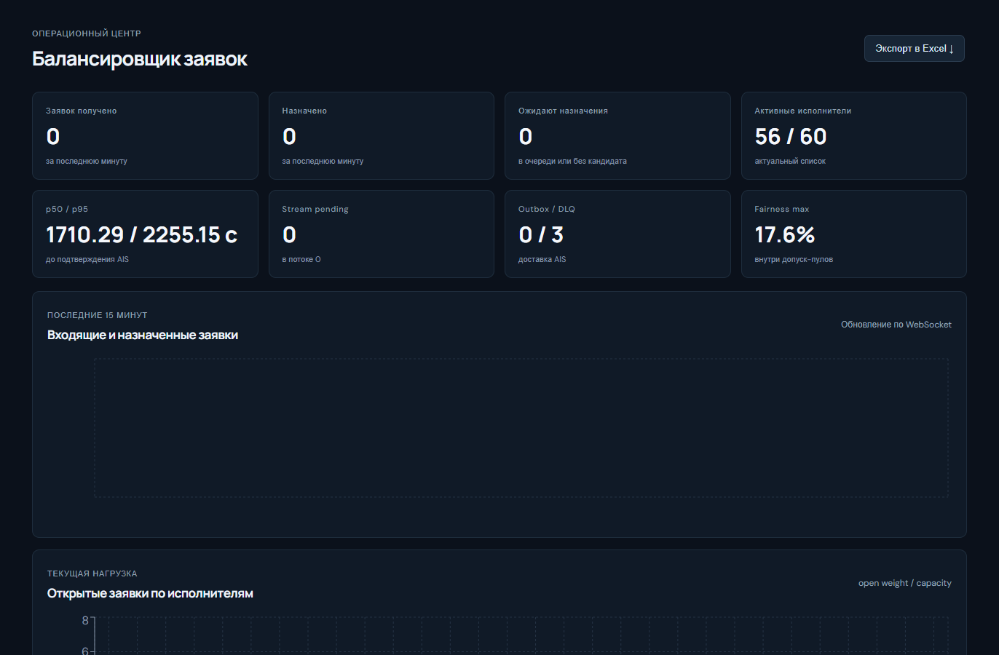 ОПЕРАЦИОННЫЙ ЦЕНТР
Балансировщик заявок
Экспорт в Excel ↓
Заявок получено
0
за последнюю минуту
Назначено
0
за последнюю минуту
Ожидают назначения
0
в очереди или без кандидата
Активные исполнители
56 / 60
актуальный список
p50 / p95
1710.29 / 2255.15 с
до подтверждения AIS
Stream pending
0
в потоке 0
Outbox / DLQ
0 / 3
доставка AIS
Fairness max
17.6%
внутри допуск-пулов
ПОСЛЕДНИЕ 15 МИНУТ
Входящие и назначенные заявки
Обновление по WebSocket
ТЕКУЩАЯ НАГРУЗКА
Открытые заявки по исполнителям
open weight / capacity
8
6